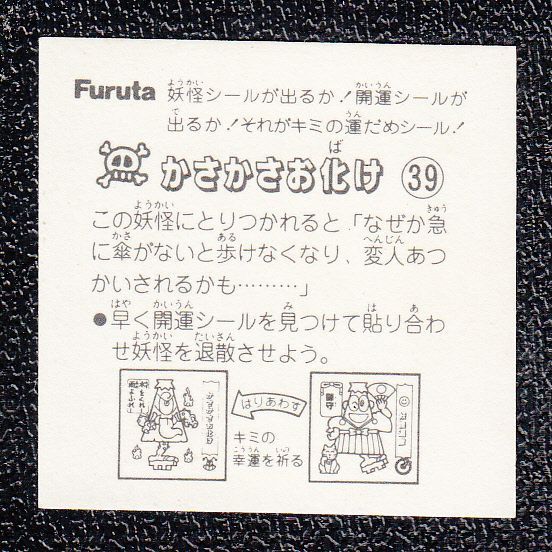 Furuta 妖怪シールが出るか!開運シールが
出るか!それがキミの運だめシール!
かさかさお化け 39
この妖怪にとりつかれると「なぜか急
に傘がないと歩けなくなり、変人あつ
かいされるかも………」
●早く開運シールを見つけて貼り合わ
せ妖怪を退散させよう。
はりあわす
キミの
幸運を祈る